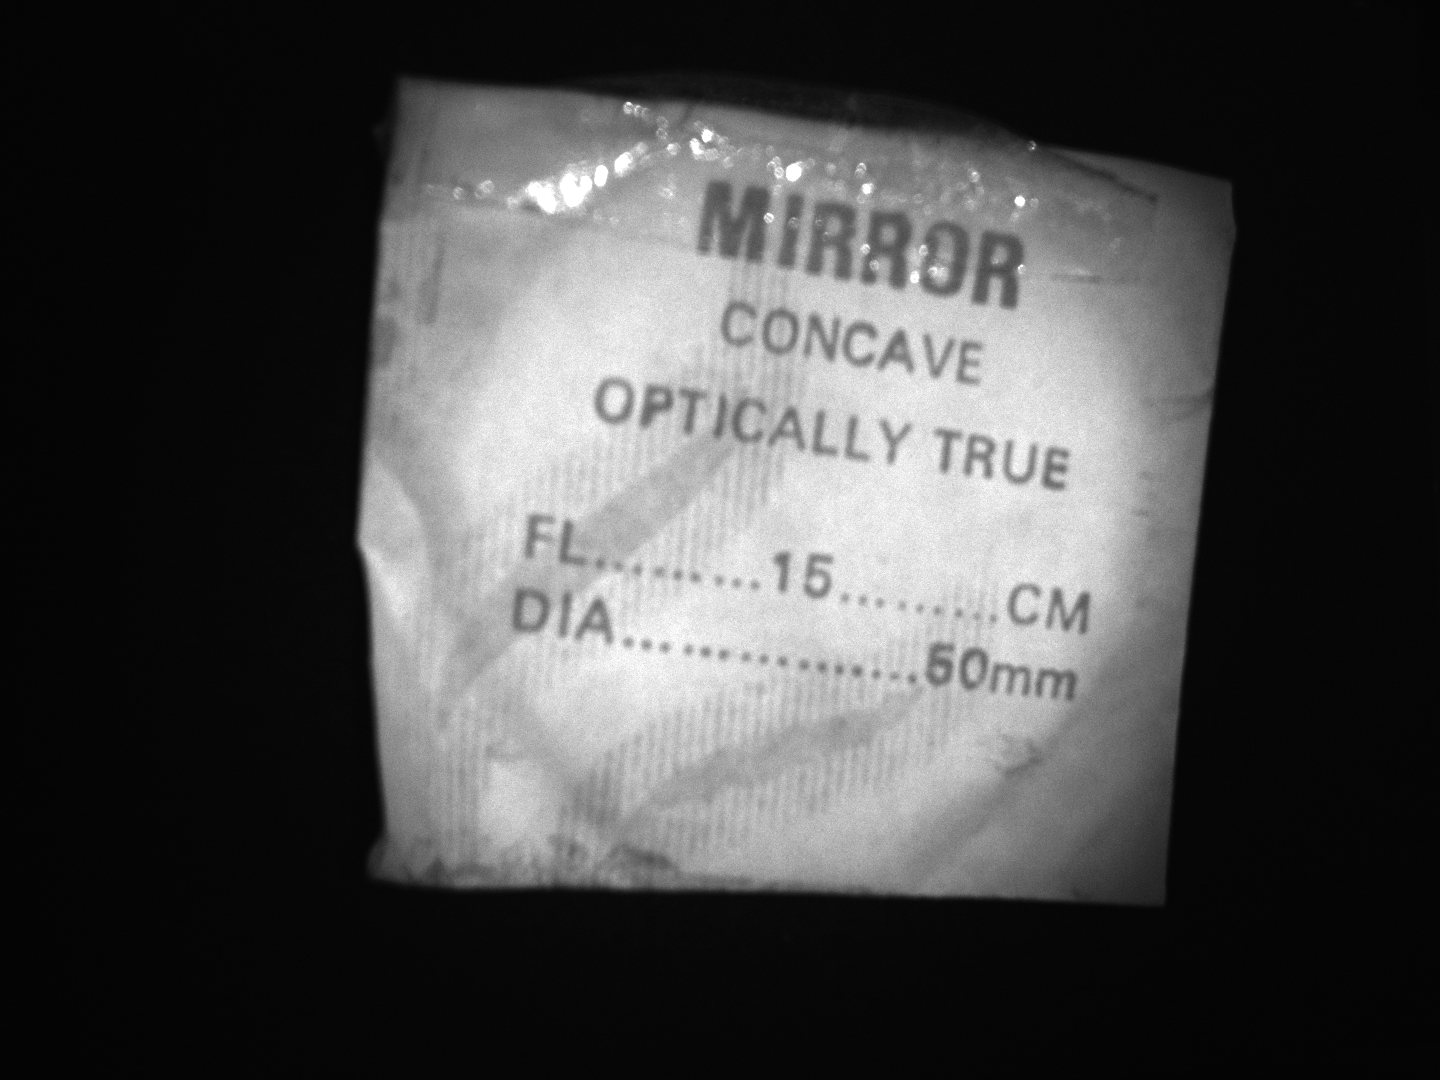 MIRROR
CONCAVE
OPTICALLY TRUE
FL.........15.........CM
DIA..................50mm